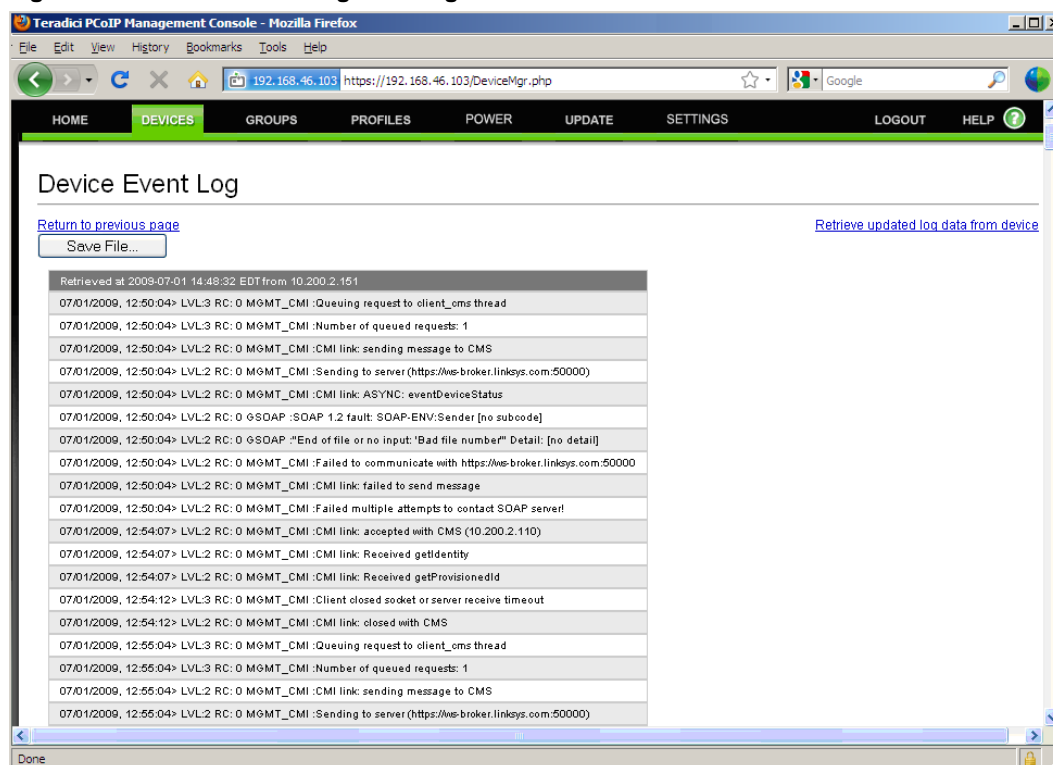 Teradici PCoIP Management Console - Mozilla Firefox
File Edit View History Bookmarks Tools Help
192.168.46.103 https://192.168.46.103/DeviceMgr.php Google
HOME DEVICES GROUPS PROFILES POWER UPDATE SETTINGS LOGOUT HELP ?
Device Event Log
Return to previous page Retrieve updated log data from device
Save File...
Retrieved at 2009-07-01 14:48:32 EDT from 10.200.2.151
07/01/2009, 12:50:04> LVL:3 RC: 0 MGMT_CMI :Queuing request to client_cms thread
07/01/2009, 12:50:04> LVL:3 RC: 0 MGMT_CMI :Number of queued requests: 1
07/01/2009, 12:50:04> LVL:2 RC: 0 MGMT_CMI :CMI link: sending message to CMS
07/01/2009, 12:50:04> LVL:2 RC: 0 MGMT_CMI :Sending to server (https://ws-broker.linksys.com:50000)
07/01/2009, 12:50:04> LVL:2 RC: 0 MGMT_CMI :CMI link: ASYNC: eventDeviceStatus
07/01/2009, 12:50:04> LVL:2 RC: 0 GSOAP :SOAP 1.2 fault: SOAP-ENV:Sender [no subcode]
07/01/2009, 12:50:04> LVL:2 RC: 0 GSOAP :"End of file or no input: 'Bad file number'" Detail: [no detail]
07/01/2009, 12:50:04> LVL:2 RC: 0 MGMT_CMI :Failed to communicate with https://ws-broker.linksys.com:50000
07/01/2009, 12:50:04> LVL:2 RC: 0 MGMT_CMI :CMI link: failed to send message
07/01/2009, 12:50:04> LVL:2 RC: 0 MGMT_CMI :Failed multiple attempts to contact SOAP server!
07/01/2009, 12:54:07> LVL:2 RC: 0 MGMT_CMI :CMI link: accepted with CMS (10.200.2.110)
07/01/2009, 12:54:07> LVL:2 RC: 0 MGMT_CMI :CMI link: Received getIdentity
07/01/2009, 12:54:07> LVL:2 RC: 0 MGMT_CMI :CMI link: Received getProvisionedId
07/01/2009, 12:54:12> LVL:3 RC: 0 MGMT_CMI :Client closed socket or server receive timeout
07/01/2009, 12:54:12> LVL:2 RC: 0 MGMT_CMI :CMI link: closed with CMS
07/01/2009, 12:55:04> LVL:3 RC: 0 MGMT_CMI :Queuing request to client_cms thread
07/01/2009, 12:55:04> LVL:3 RC: 0 MGMT_CMI :Number of queued requests: 1
07/01/2009, 12:55:04> LVL:2 RC: 0 MGMT_CMI :CMI link: sending message to CMS
07/01/2009, 12:55:04> LVL:2 RC: 0 MGMT_CMI :Sending to server (https://ws-broker.linksys.com:50000)
Done